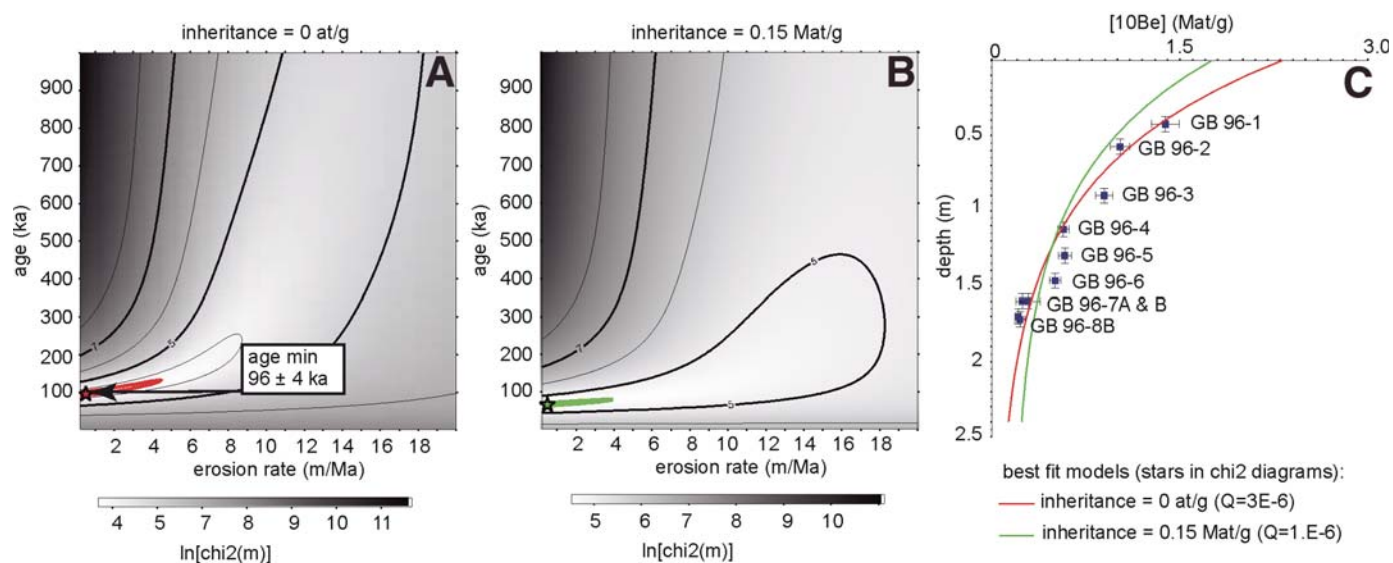 inheritance = 0 at/g
A
900
800
700
600
500
400
300
200
100
age (ka)
7
5
age min
96 ± 4 ka
2 4 6 8 10 12 14 16 18
erosion rate (m/Ma)
4 5 6 7 8 9 10 11
ln[chi2(m)]
inheritance = 0.15 Mat/g
B
900
800
700
600
500
400
300
200
100
age (ka)
7
5
5
2 4 6 8 10 12 14 16 18
erosion rate (m/Ma)
5 6 7 8 9 10
ln[chi2(m)]
[10Be] (Mat/g)
0 1.5 3.0
C
0.5
1
1.5
2
2.5
depth (m)
GB 96-1
GB 96-2
GB 96-3
GB 96-4
GB 96-5
GB 96-6
GB 96-7A & B
GB 96-8B
best fit models (stars in chi2 diagrams):
inheritance = 0 at/g (Q=3E-6)
inheritance = 0.15 Mat/g (Q=1.E-6)